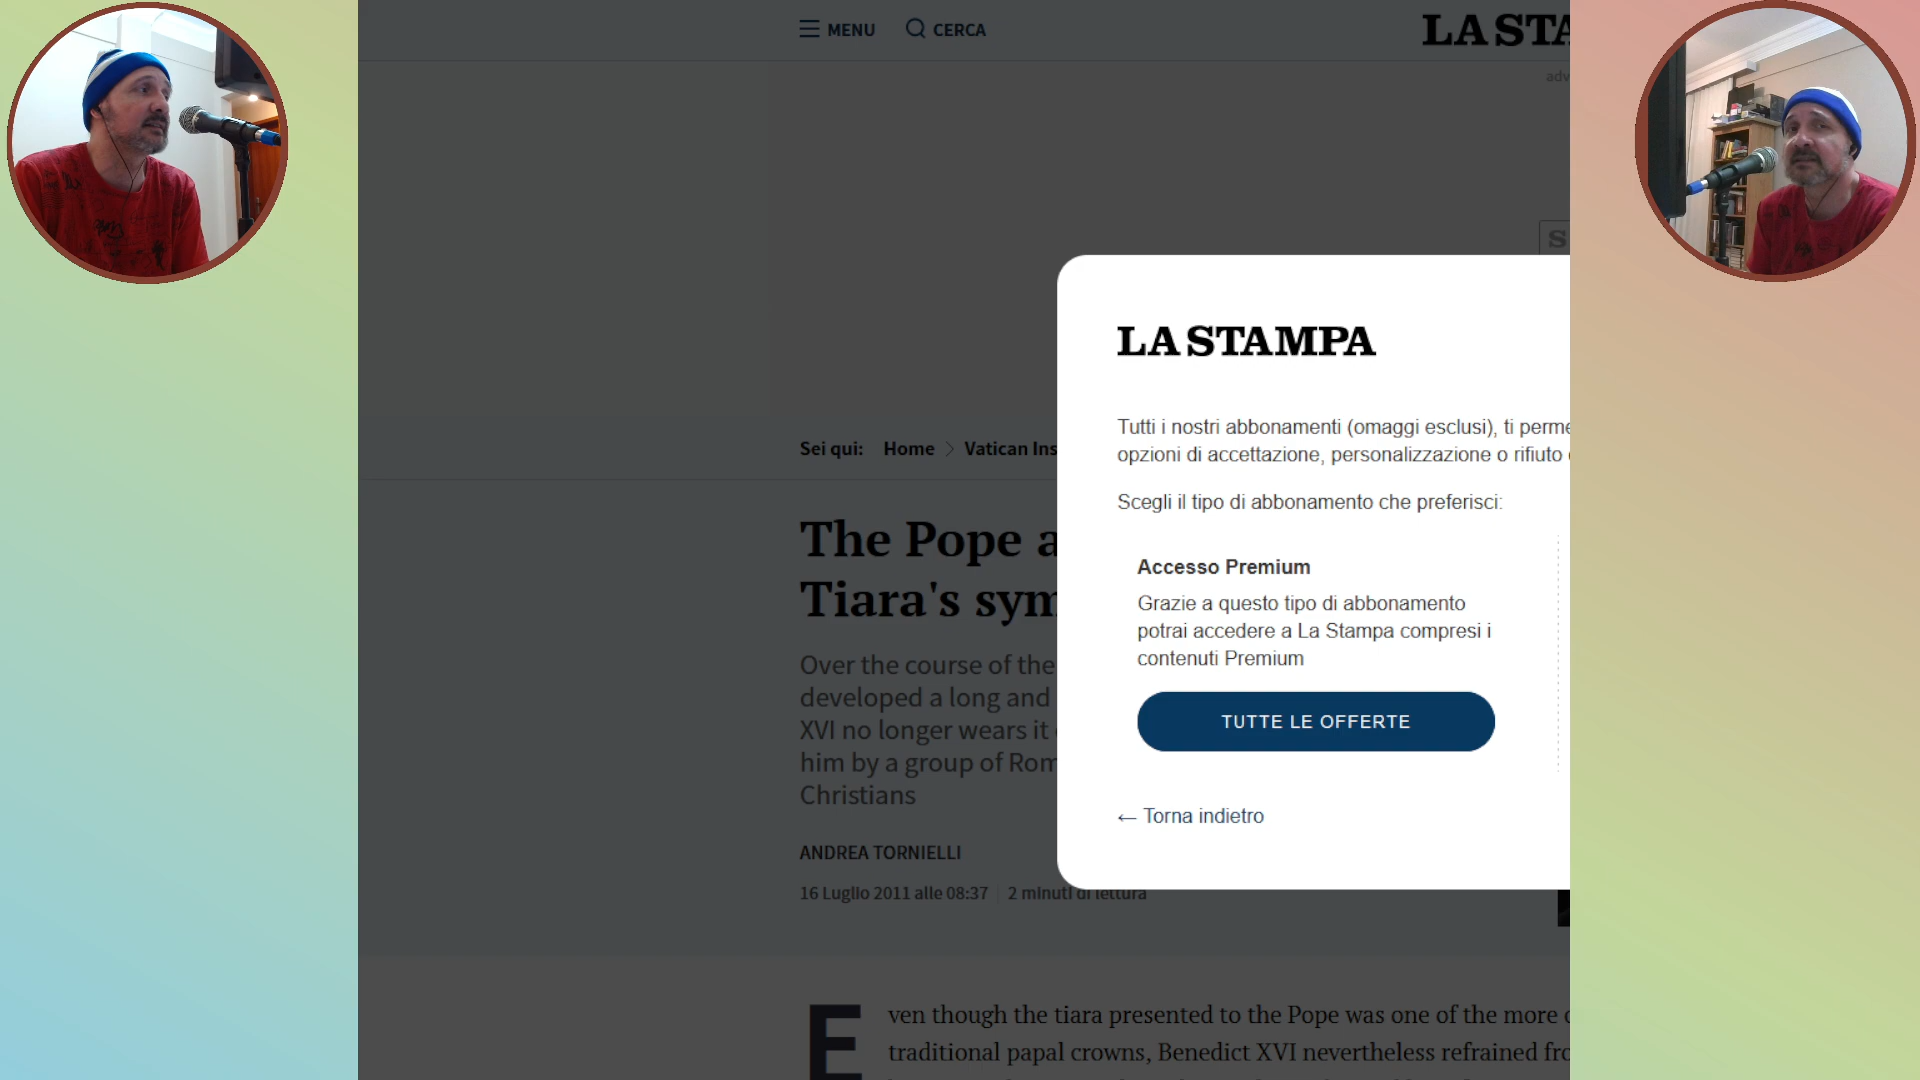 MENU
CERCA
LA STA
adv
S
LA STAMPA
Tutti i nostri abbonamenti (omaggi esclusi), ti perme
opzioni di accettazione, personalizzazione o rifiuto
Scegli il tipo di abbonamento che preferisci:
Accesso Premium
Grazie a questo tipo di abbonamento
potrai accedere a La Stampa compresi i
contenuti Premium
TUTTE LE OFFERTE
← Torna indietro
Sei qui: Home > Vatican Ins
The Pope a
Tiara's sym
Over the course of the
developed a long and
XVI no longer wears it
him by a group of Rom
Christians
ANDREA TORNIELLI
16 Luglio 2011 alle 08:37 2 minuti di lettura
Even though the tiara presented to the Pope was one of the more
traditional papal crowns, Benedict XVI nevertheless refrained fro